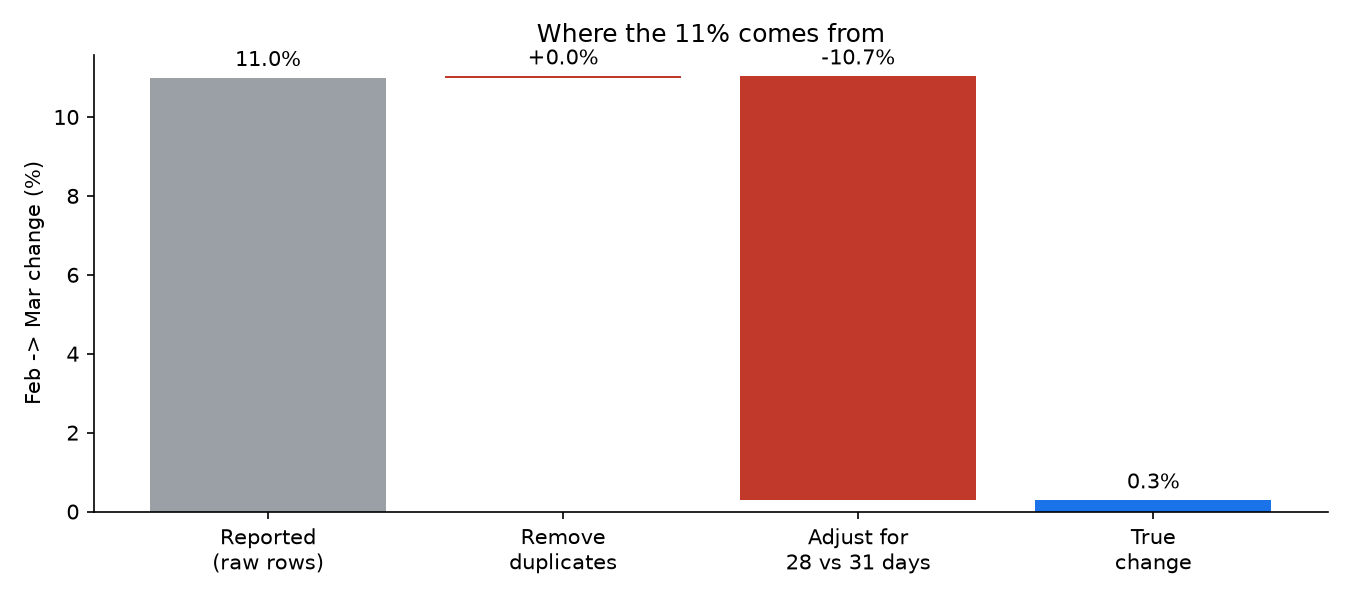 Where the 11% comes from
11.0%
+0.0%
-10.7%
0.3%
Feb -> Mar change (%)
10
8
6
4
2
0
Reported
(raw rows)
Remove
duplicates
Adjust for
28 vs 31 days
True
change